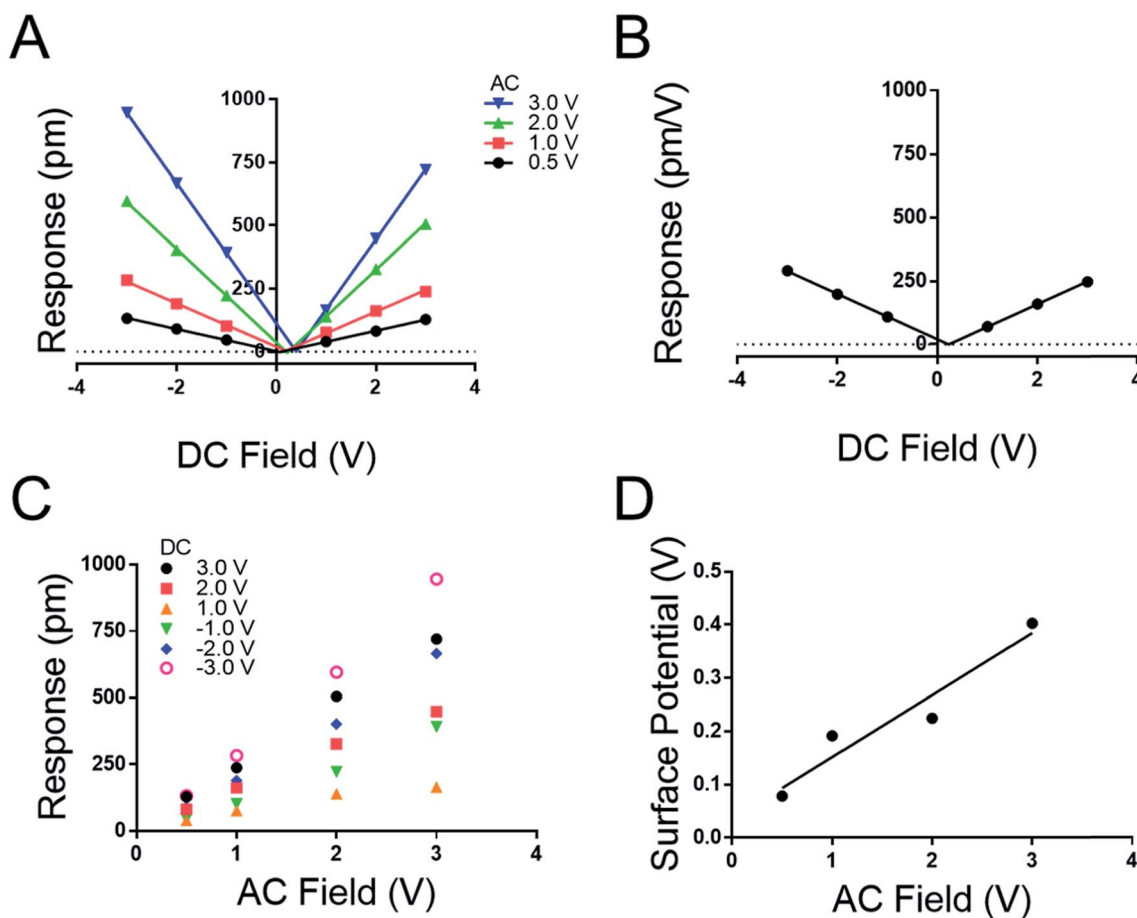 A
Response (pm)
1000
750
500
250
0
-4
-2
0
2
4
DC Field (V)
AC
3.0 V
2.0 V
1.0 V
0.5 V
B
Response (pm/V)
1000
750
500
250
0
-4
-2
0
2
4
DC Field (V)
C
Response (pm)
DC
3.0 V
2.0 V
1.0 V
-1.0 V
-2.0 V
-3.0 V
1000
750
500
250
0
0
1
2
3
4
AC Field (V)
D
Surface Potential (V)
0.5
0.4
0.3
0.2
0.1
0.0
0
1
2
3
4
AC Field (V)